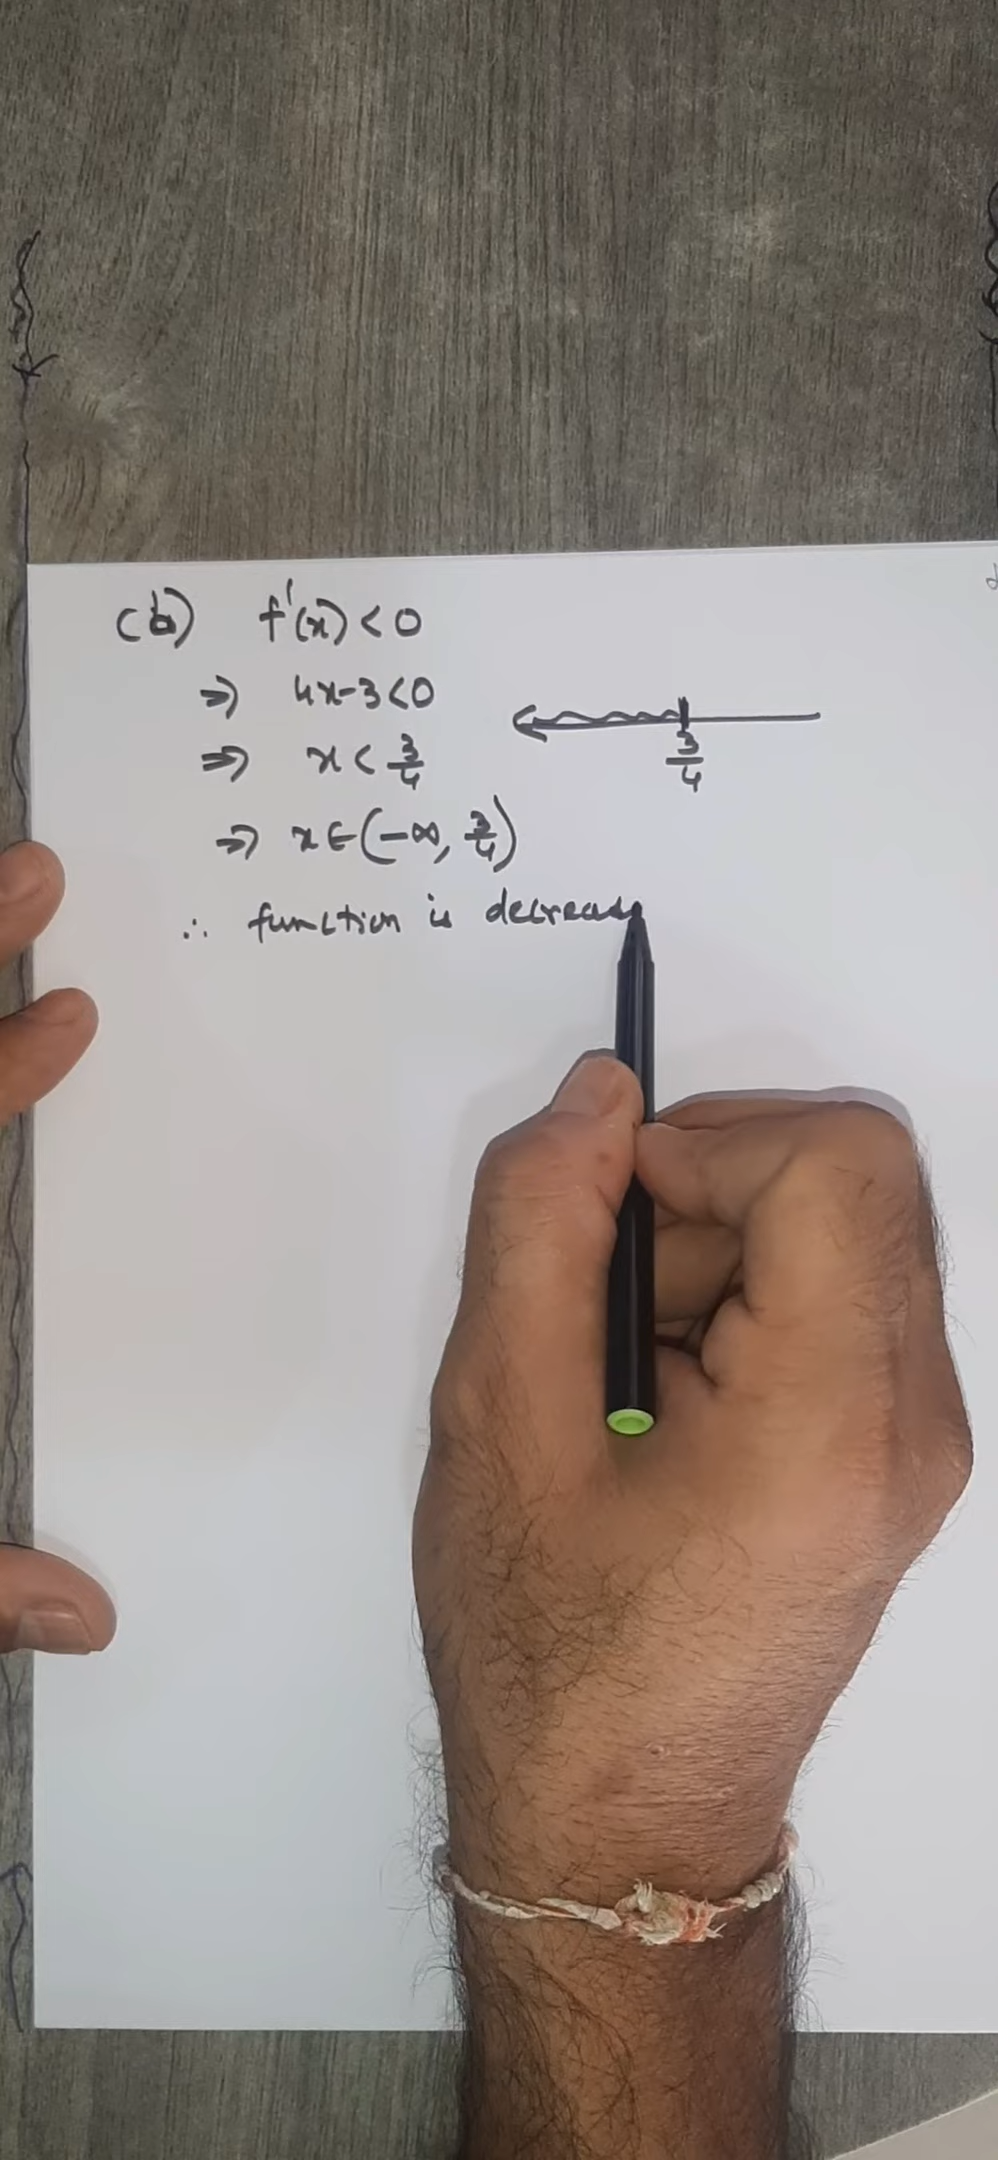 (b) f'(x) < 0
⇒ 4x-3<0
⇒ x < 3/4
3/4
⇒ x ∈ (-∞, 3/4)
∴ function is decreas